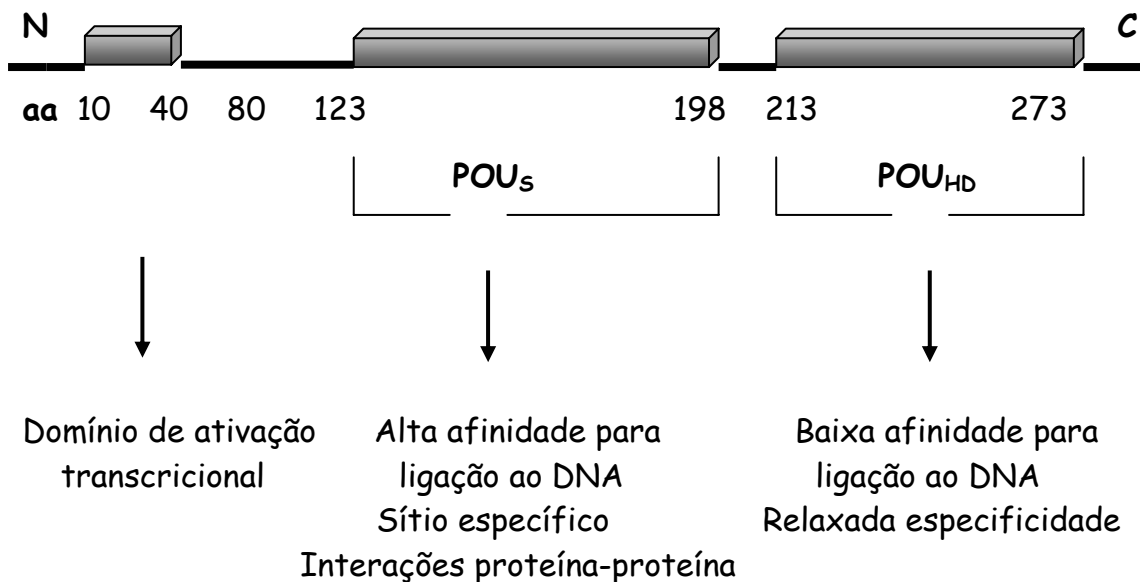 N C
aa 10 40 80 123 198 213 273
POUS POUHD
Domínio de ativação
transcricional
Alta afinidade para
ligação ao DNA
Sítio específico
Interações proteína-proteína
Baixa afinidade para
ligação ao DNA
Relaxada especificidade